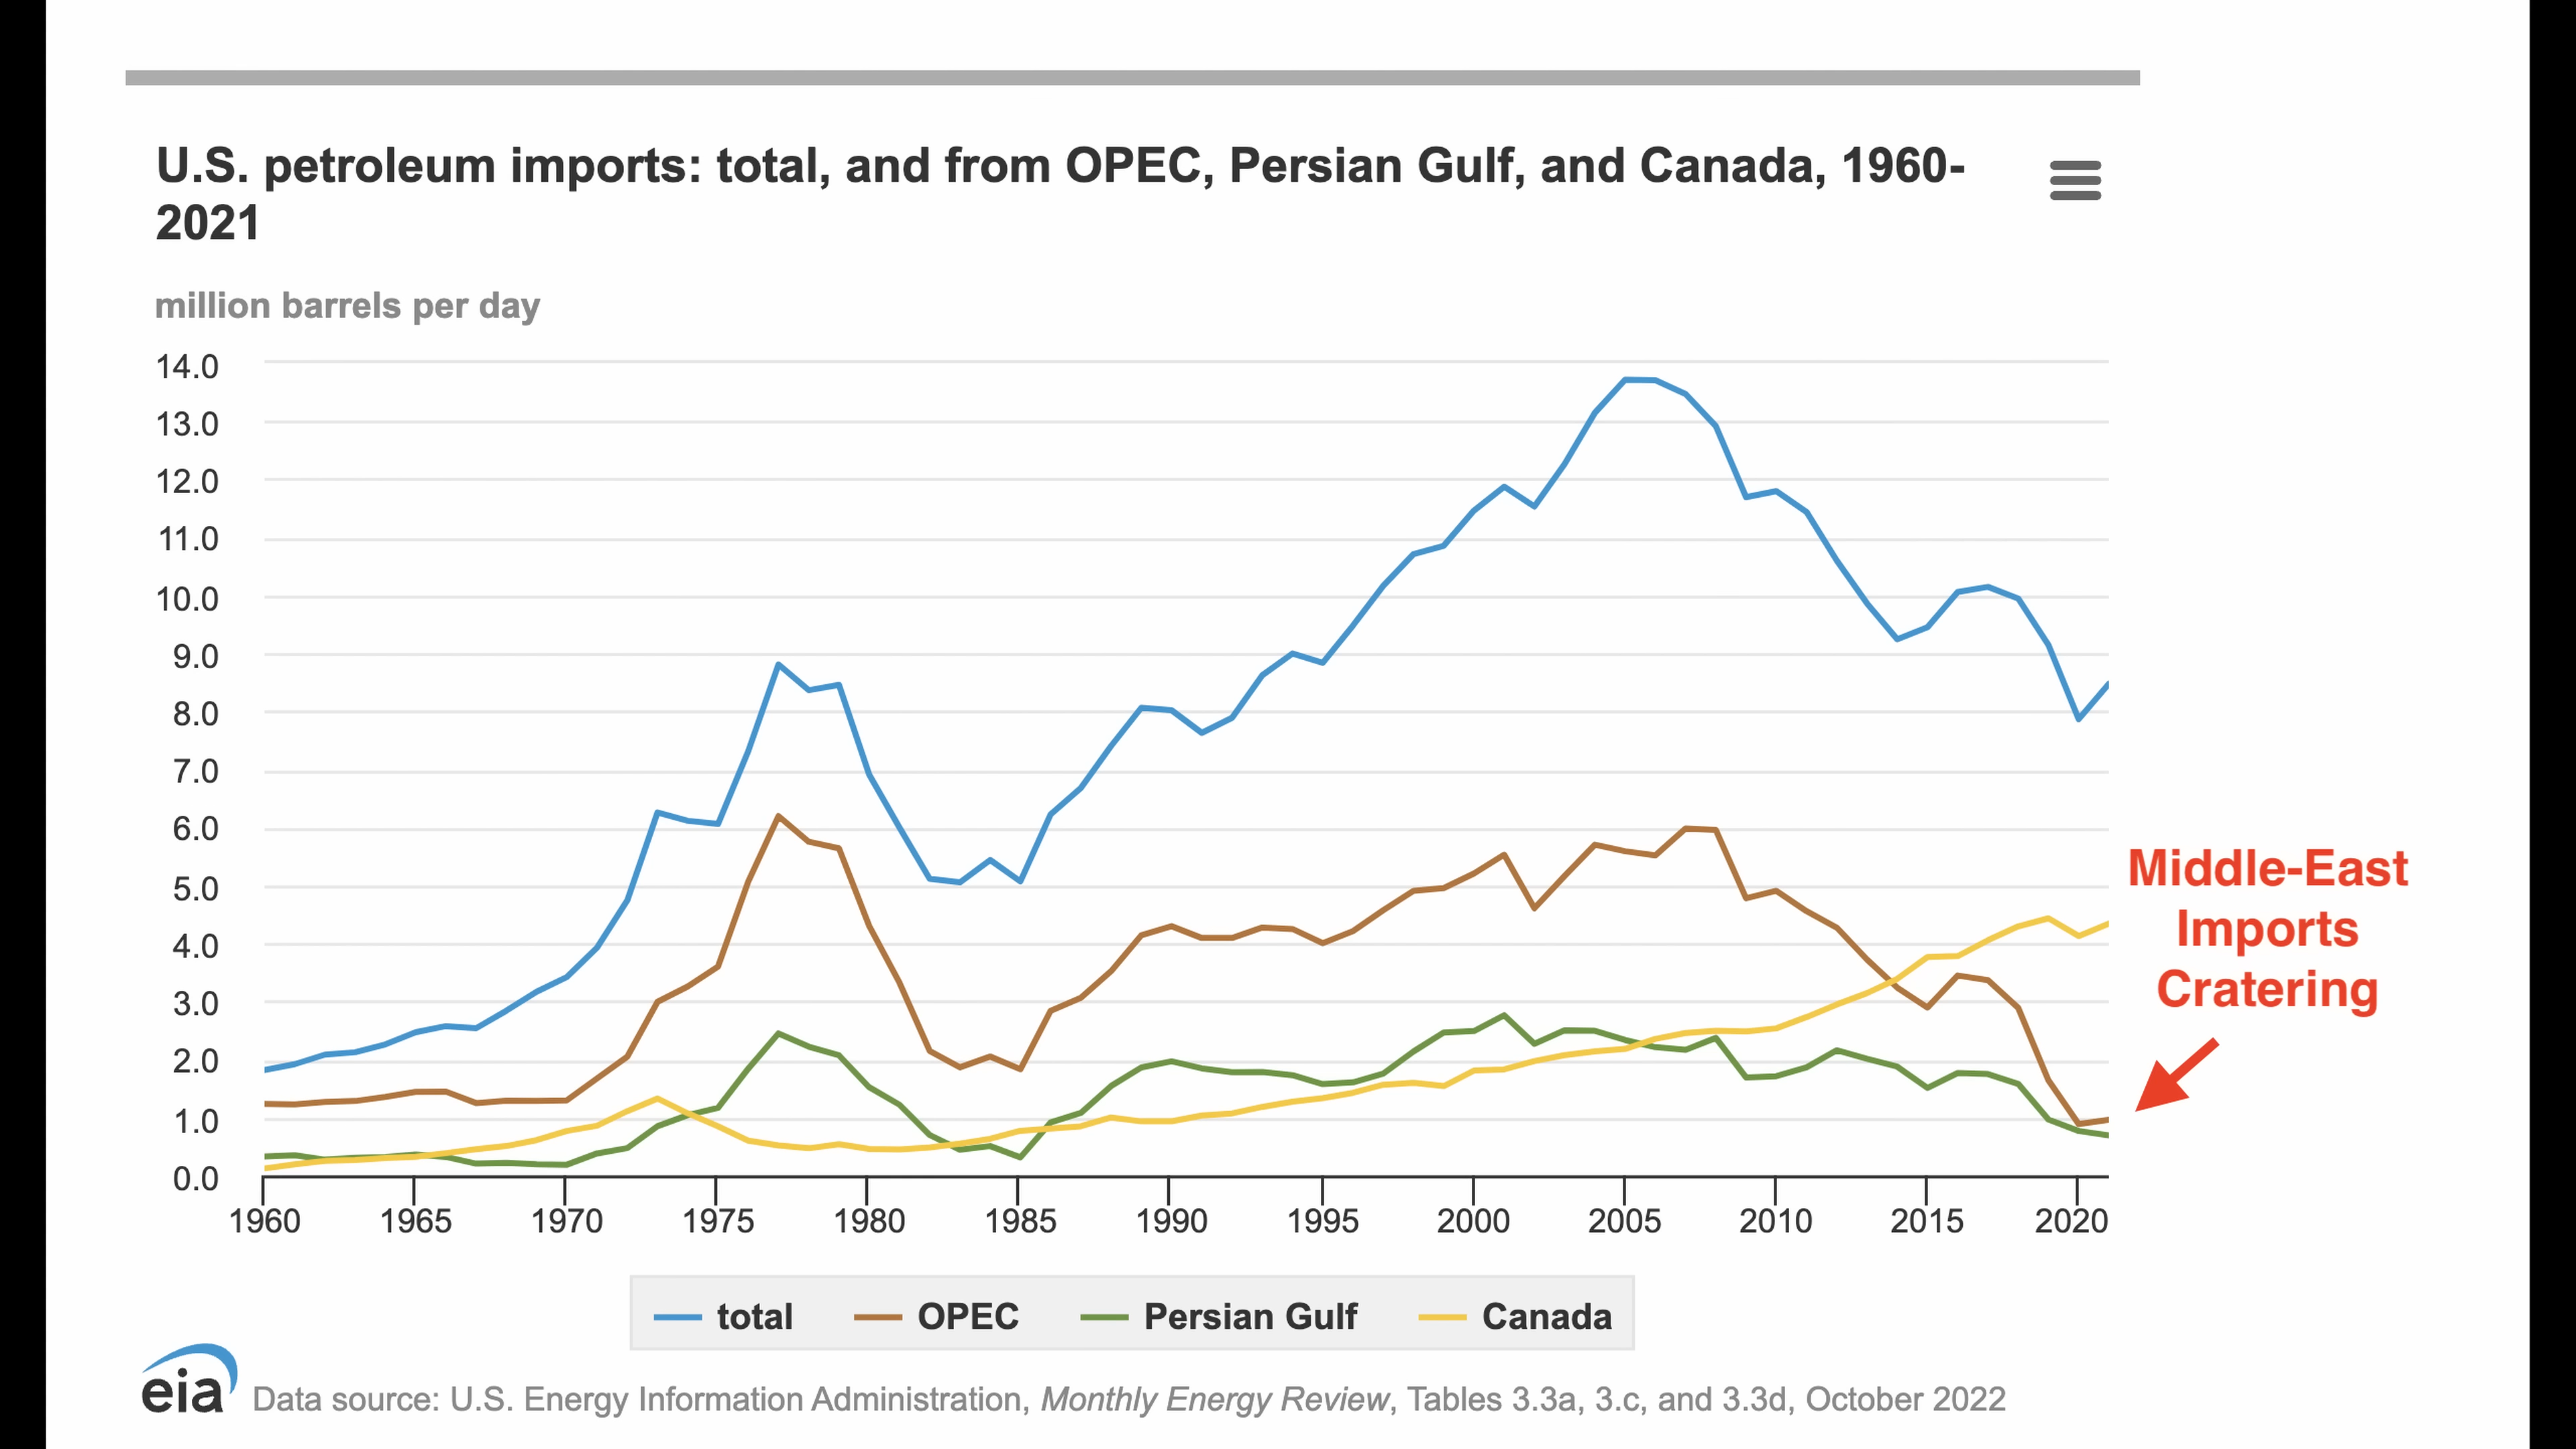 U.S. petroleum imports: total, and from OPEC, Persian Gulf, and Canada, 1960-
2021
million barrels per day
14.0
13.0
12.0
11.0
10.0
9.0
8.0
7.0
6.0
5.0
4.0
3.0
2.0
1.0
0.0
Middle-East
Imports
Cratering
1960 1965 1970 1975 1980 1985 1990 1995 2000 2005 2010 2015 2020
total OPEC Persian Gulf Canada
eia Data source: U.S. Energy Information Administration, Monthly Energy Review, Tables 3.3a, 3.c, and 3.3d, October 2022